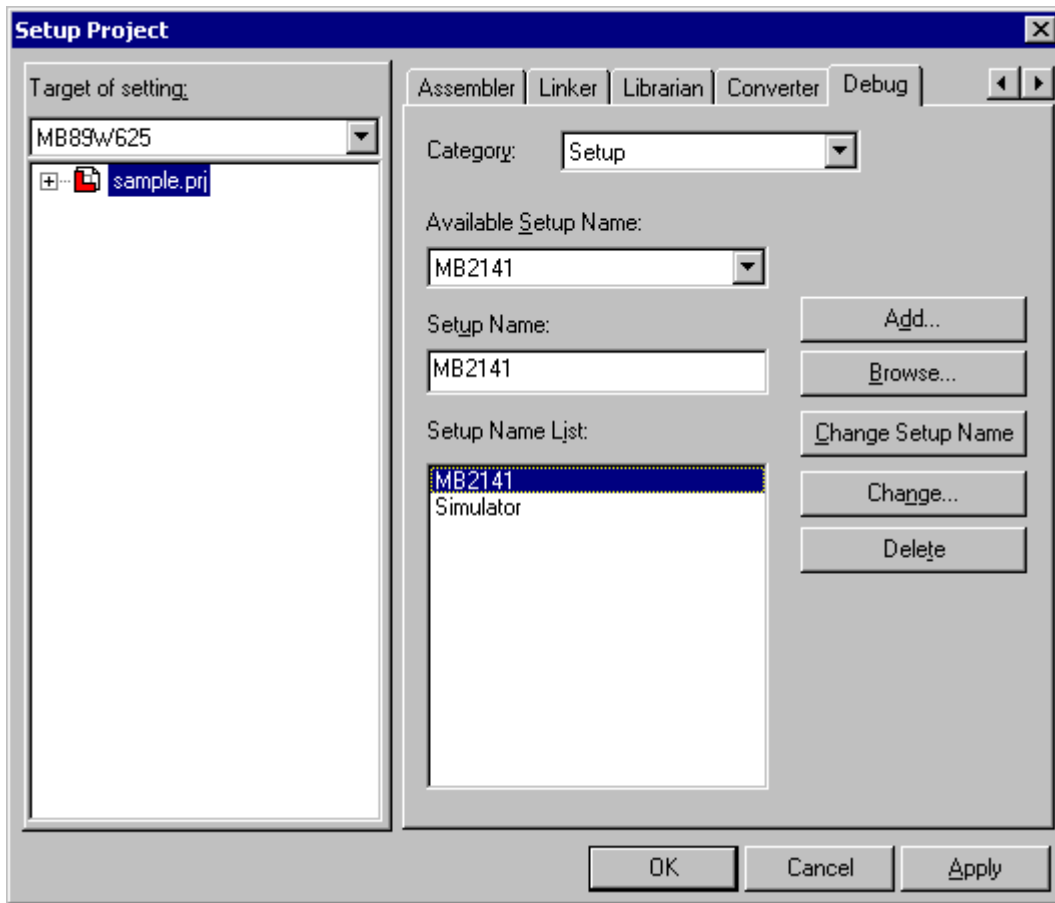 Setup Project
Target of setting:
MB89W625
sample.prj
Assembler Linker Librarian Converter Debug
Category: Setup
Available Setup Name:
MB2141
Setup Name:
MB2141
Setup Name List:
MB2141
Simulator
Add...
Browse...
Change Setup Name
Change...
Delete
OK Cancel Apply